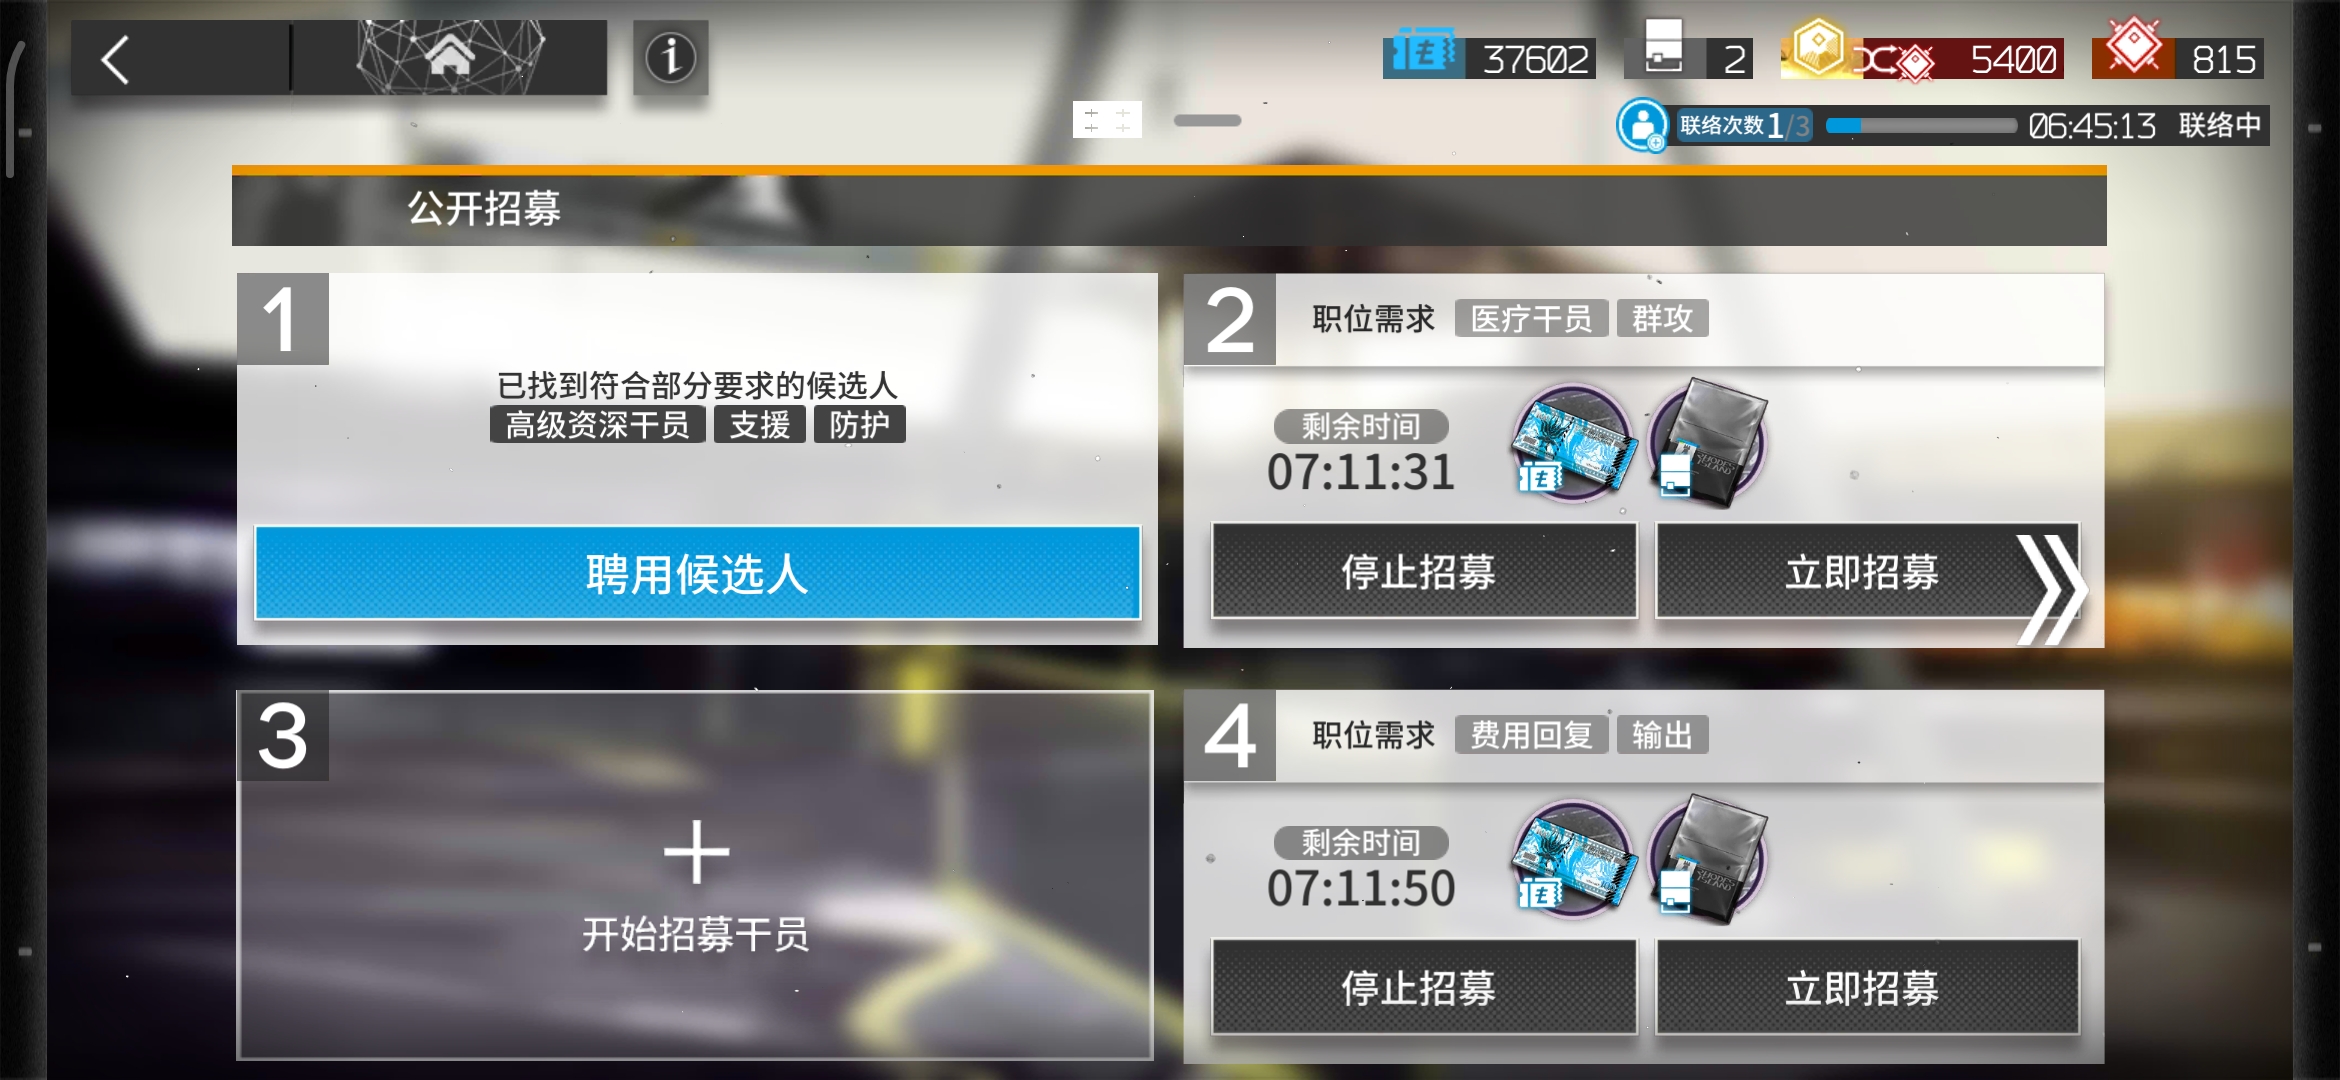 37602
2
5400
815
联络次数1/3
06:45:13 联络中
公开招募
1
已找到符合部分要求的候选人
高级资深干员 支援 防护
聘用候选人
2
职位需求 医疗干员 群攻
剩余时间
07:11:31
停止招募
立即招募
3
开始招募干员
4
职位需求 费用回复 输出
剩余时间
07:11:50
停止招募
立即招募